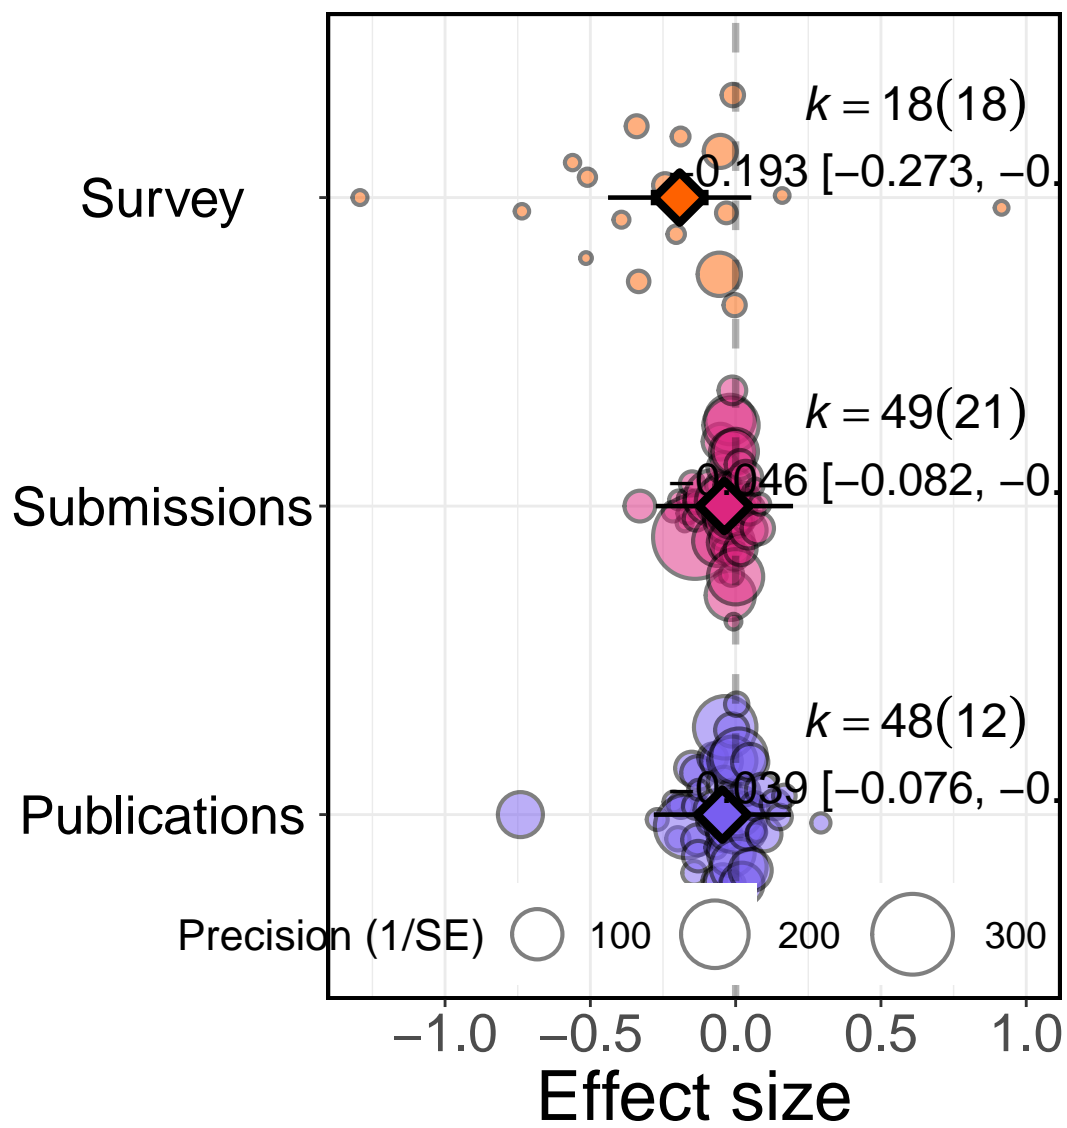 k = 18(18)
−0.193 [−0.273, −0.
Survey
k = 49(21)
−0.046 [−0.082, −0.
Submissions
k = 48(12)
−0.039 [−0.076, −0.
Publications
Precision (1/SE) 100 200 300
−1.0 −0.5 0.0 0.5 1.0
Effect size